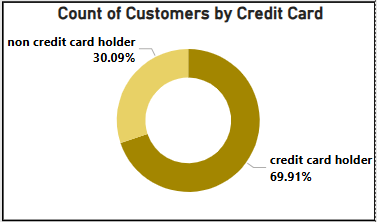 Count of Customers by Credit Card
non credit card holder
30.09%
credit card holder
69.91%